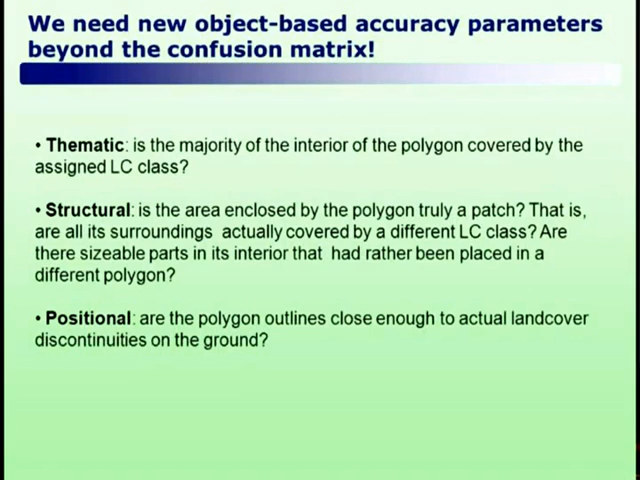 We need new object-based accuracy parameters
beyond the confusion matrix!
• Thematic: is the majority of the interior of the polygon covered by the
assigned LC class?
• Structural: is the area enclosed by the polygon truly a patch? That is,
are all its surroundings actually covered by a different LC class? Are
there sizeable parts in its interior that had rather been placed in a
different polygon?
• Positional: are the polygon outlines close enough to actual landcover
discontinuities on the ground?